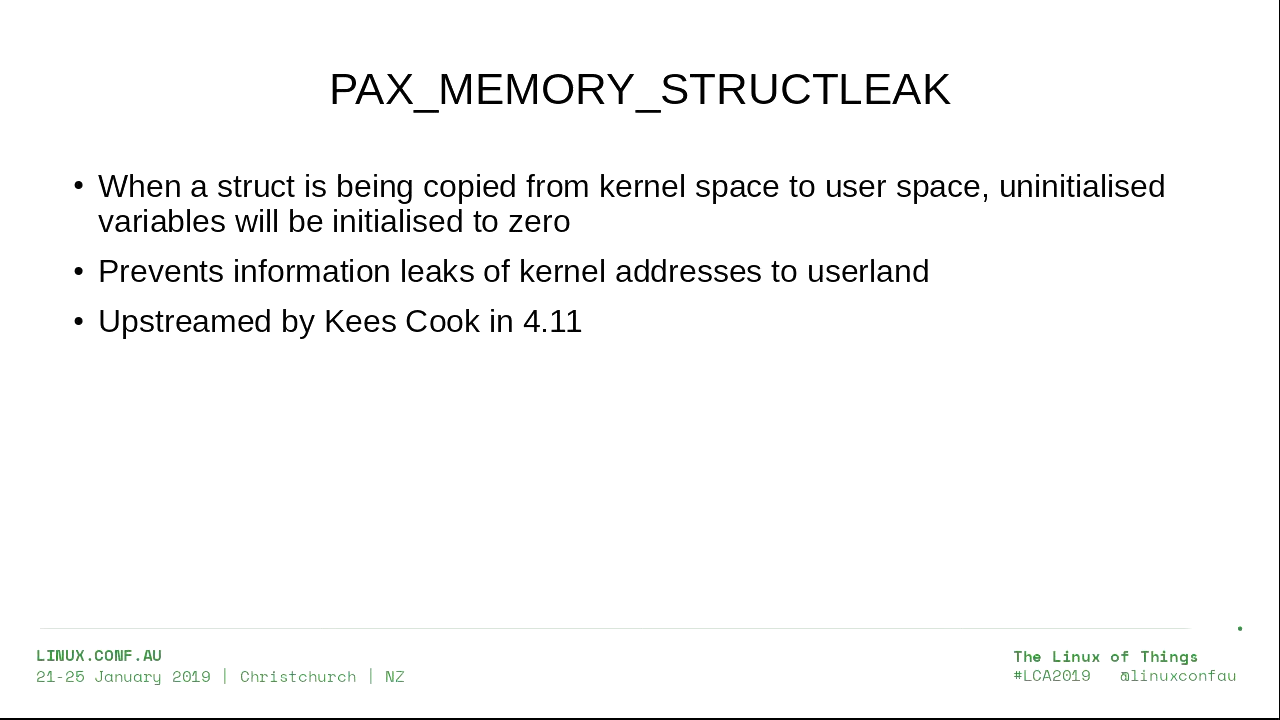 PAX_MEMORY_STRUCTLEAK
• When a struct is being copied from kernel space to user space, uninitialised
variables will be initialised to zero
• Prevents information leaks of kernel addresses to userland
• Upstreamed by Kees Cook in 4.11
LINUX.CONF.AU
21-25 January 2019 | Christchurch | NZ
The Linux of Things
#LCA2019 @linuxconfau